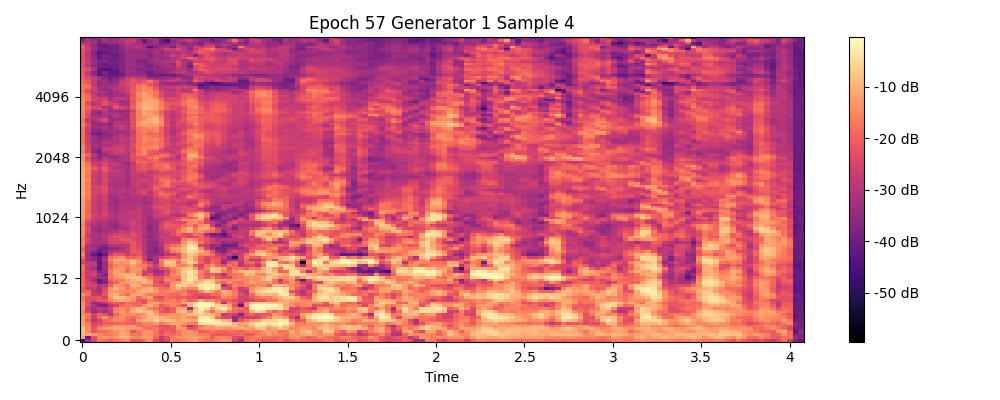 Epoch 57 Generator 1 Sample 4
Hz
4096
2048
1024
512
0
0 0.5 1 1.5 2 2.5 3 3.5 4
Time
-10 dB
-20 dB
-30 dB
-40 dB
-50 dB